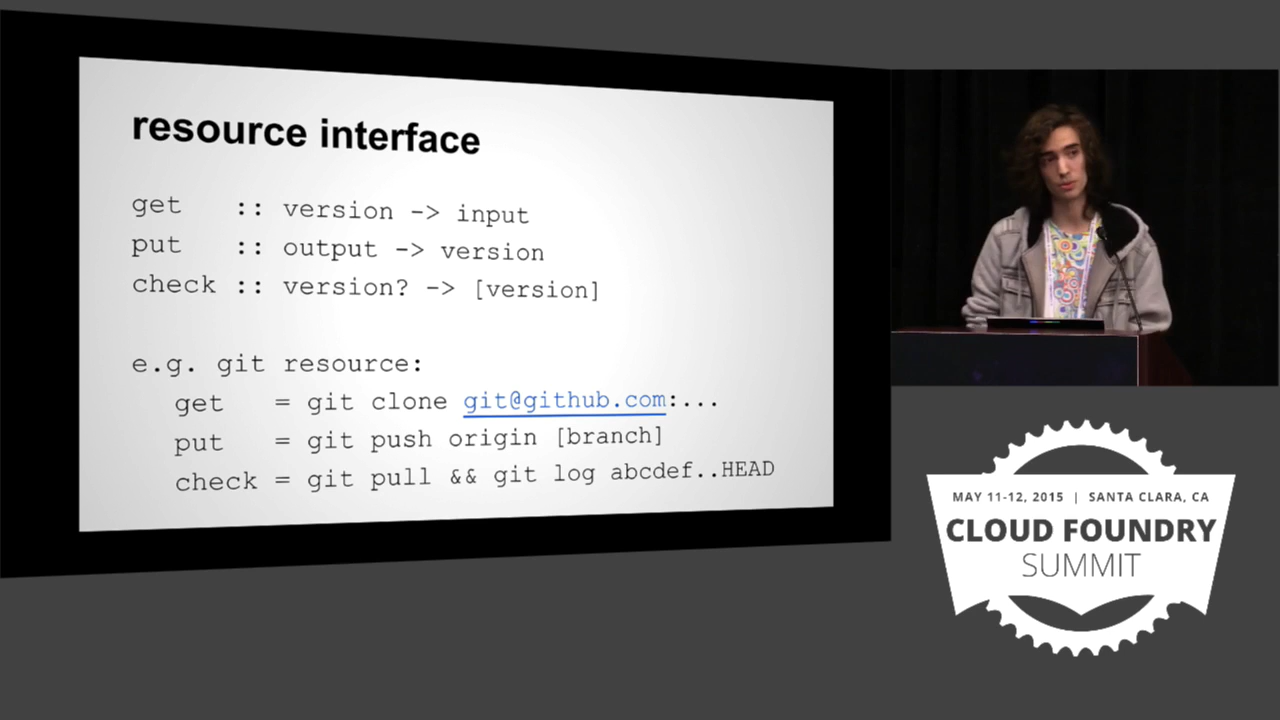 resource interface
get :: version -> input
put :: output -> version
check :: version? -> [version]
e.g. git resource:
get = git clone git@github.com:...
put = git push origin [branch]
check = git pull && git log abcdef..HEAD
MAY 11-12, 2015 | SANTA CLARA, CA
CLOUD FOUNDRY
SUMMIT